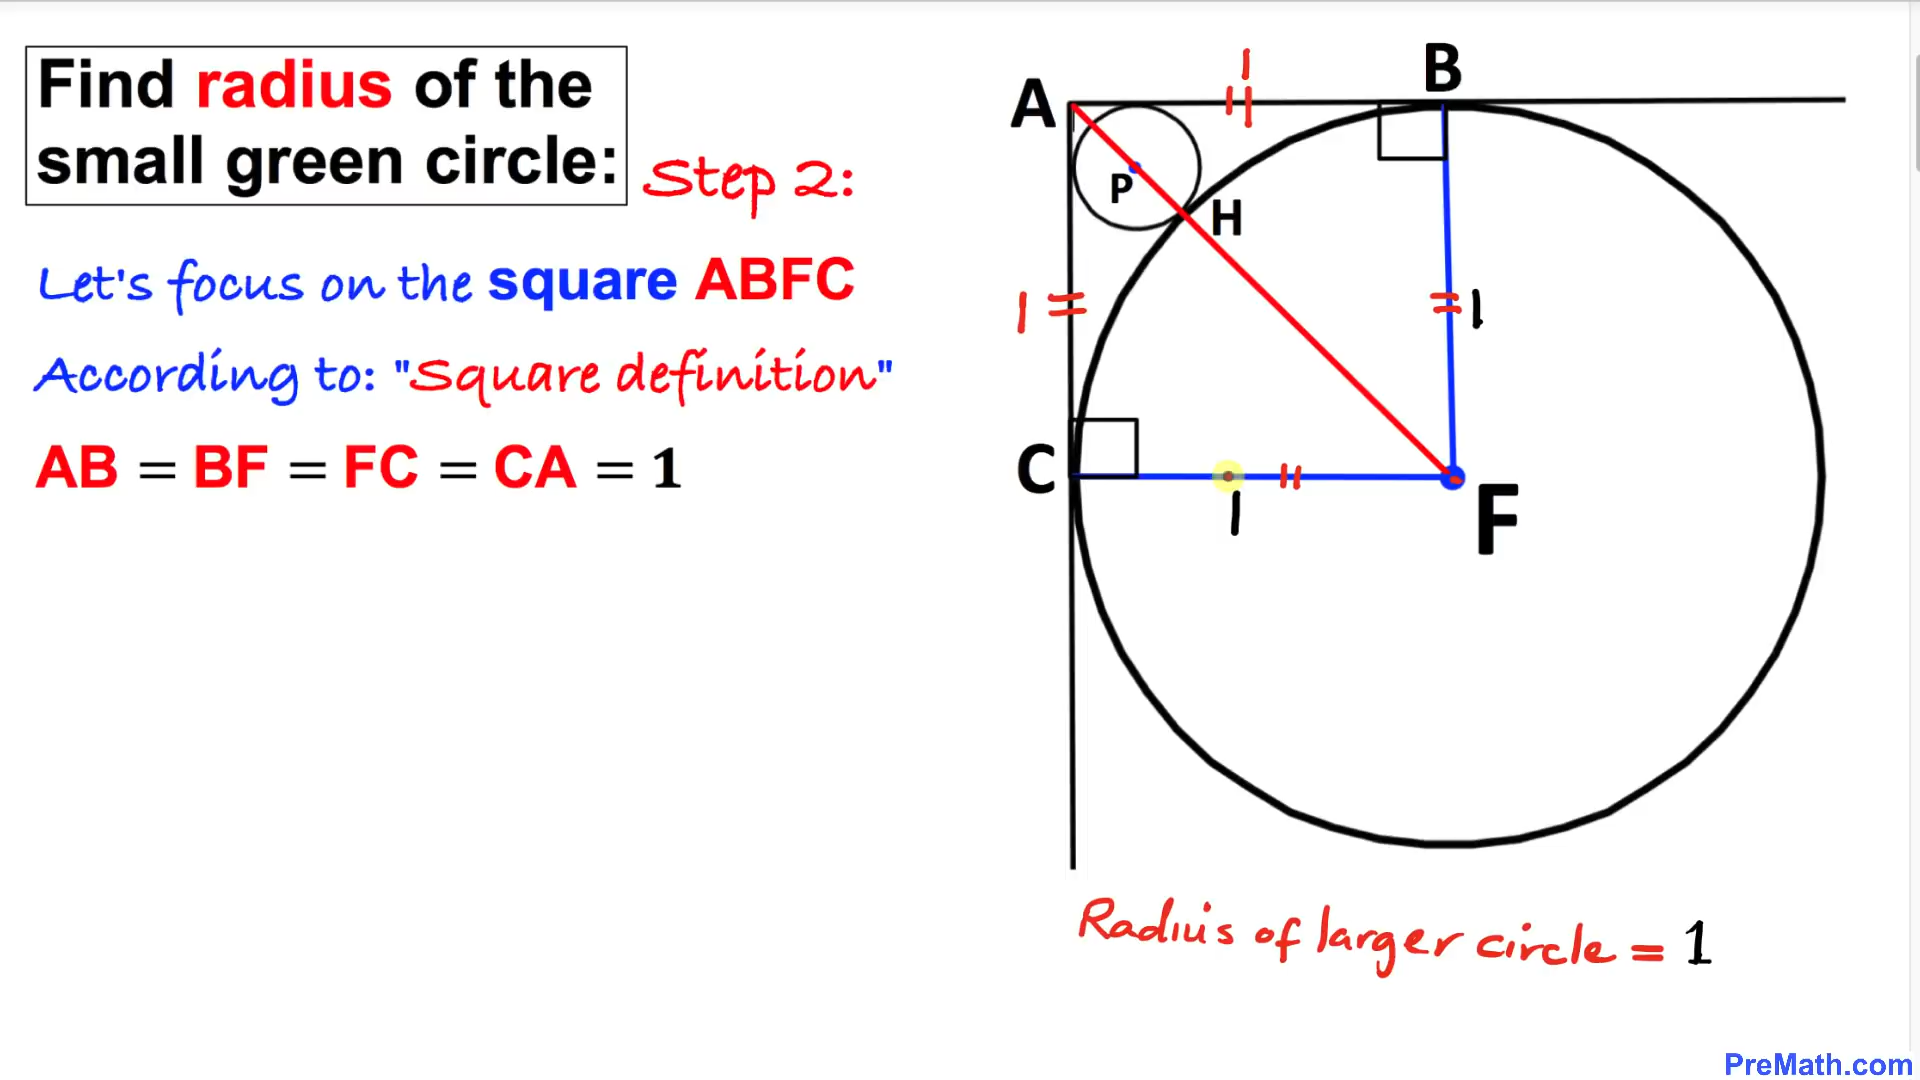 Find radius of the
small green circle:
Step 2:
Let's focus on the square ABFC
According to: "Square definition"
AB = BF = FC = CA = 1
A
1
B
P
H
1
1
C
1
F
Radius of larger circle = 1
PreMath.com